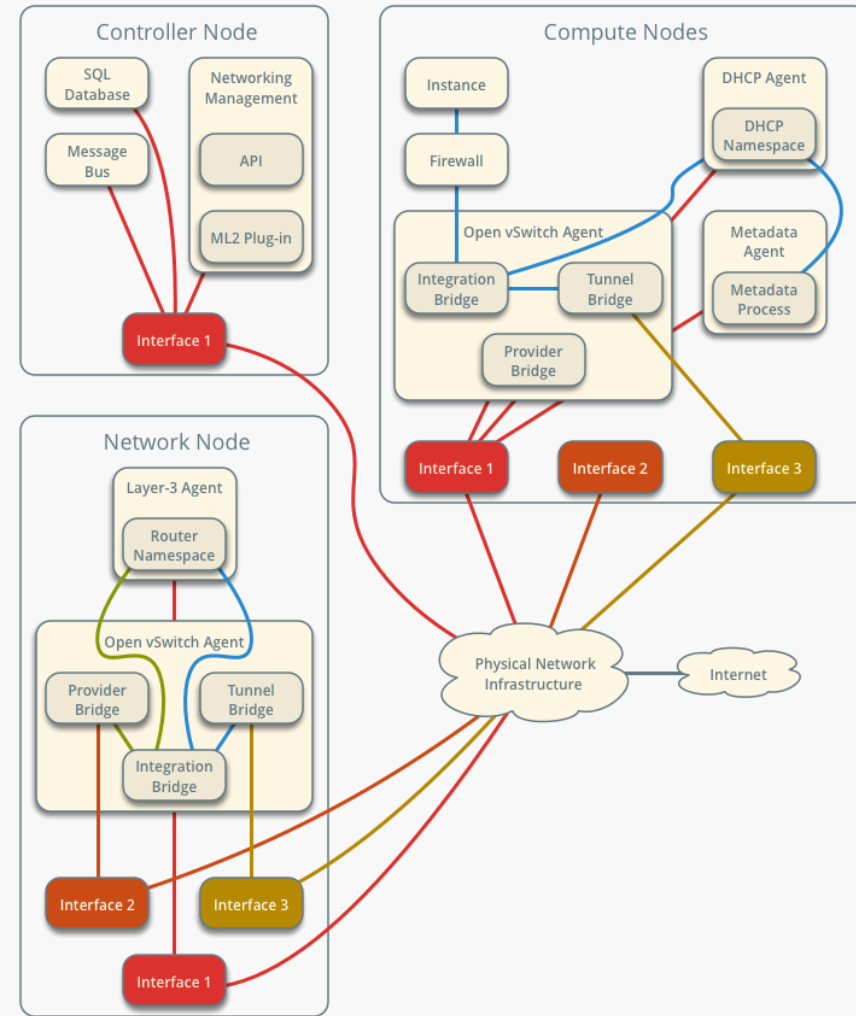 Controller Node
SQL
Database
Networking
Management
Message
Bus
API
ML2 Plug-in
Interface 1
Compute Nodes
Instance
DHCP Agent
DHCP
Namespace
Firewall
Open vSwitch Agent
Metadata
Agent
Integration
Bridge
Tunnel
Bridge
Metadata
Process
Provider
Bridge
Interface 1
Interface 2
Interface 3
Network Node
Layer-3 Agent
Router
Namespace
Open vSwitch Agent
Provider
Bridge
Tunnel
Bridge
Integration
Bridge
Interface 2
Interface 3
Interface 1
Physical Network
Infrastructure
Internet